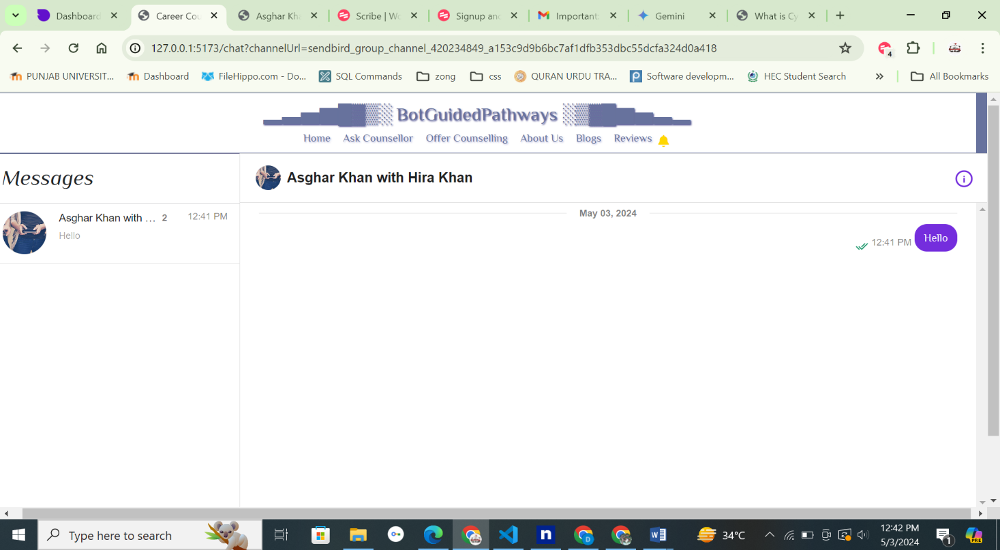 Dashboard
Career Cou
Asghar Kha
Scribe | Wo
Signup and
Important:
Gemini
What is Cy
127.0.0.1:5173/chat?channelUrl=sendbird_group_channel_420234849_a153c9d9b6bc7af1dfb353dbc55dcfa324d0a418
4
PUNJAB UNIVERSIT...
Dashboard
FileHippo.com - Do...
SQL Commands
zong
css
QURAN URDU TRA...
Software developm...
HEC Student Search
All Bookmarks
BotGuidedPathways
Home Ask Counsellor Offer Counselling About Us Blogs Reviews
Messages
Asghar Khan with Hira Khan
Asghar Khan with ... 2 12:41 PM
Hello
May 03, 2024
12:41 PM Hello
Type here to search
34°C
12:42 PM
5/3/2024
1
PRE